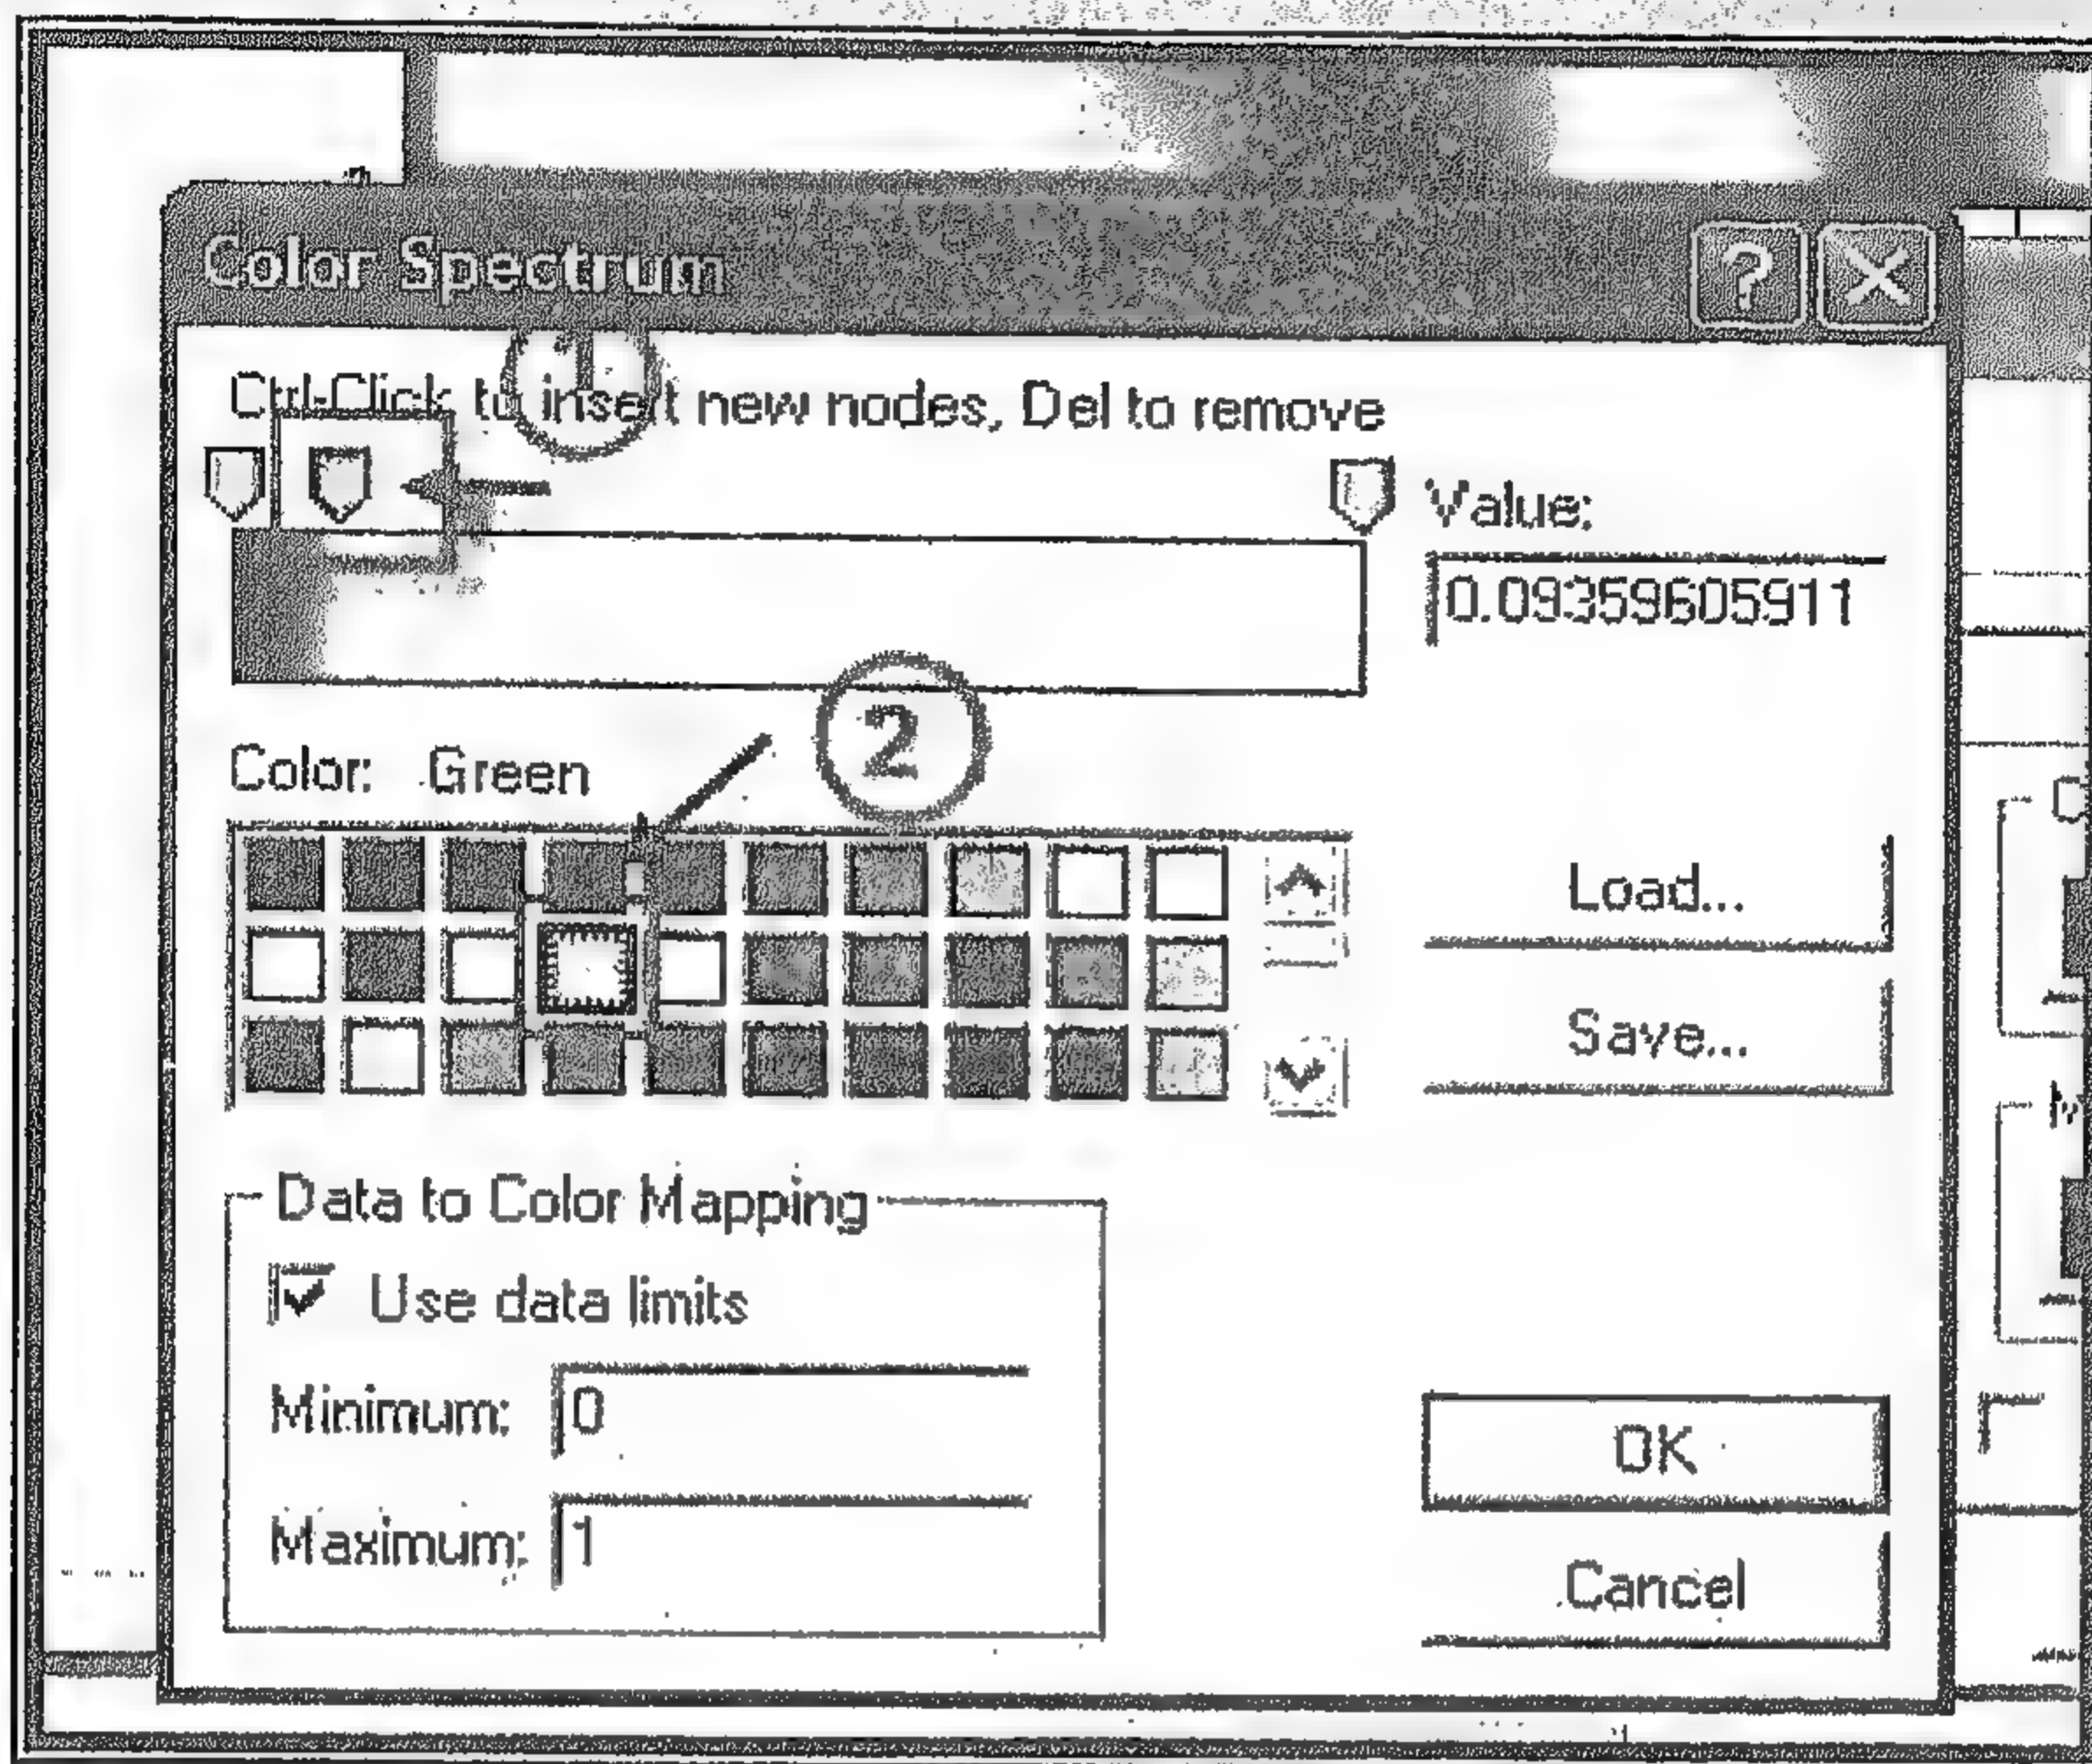 Color Spectrum
1
Ctrl-Click to insert new nodes, Del to remove
Value:
0.09359605911
2
Color: Green
Load...
Save...
Data to Color Mapping
Use data limits
Minimum: 0
Maximum: 1
OK
Cancel